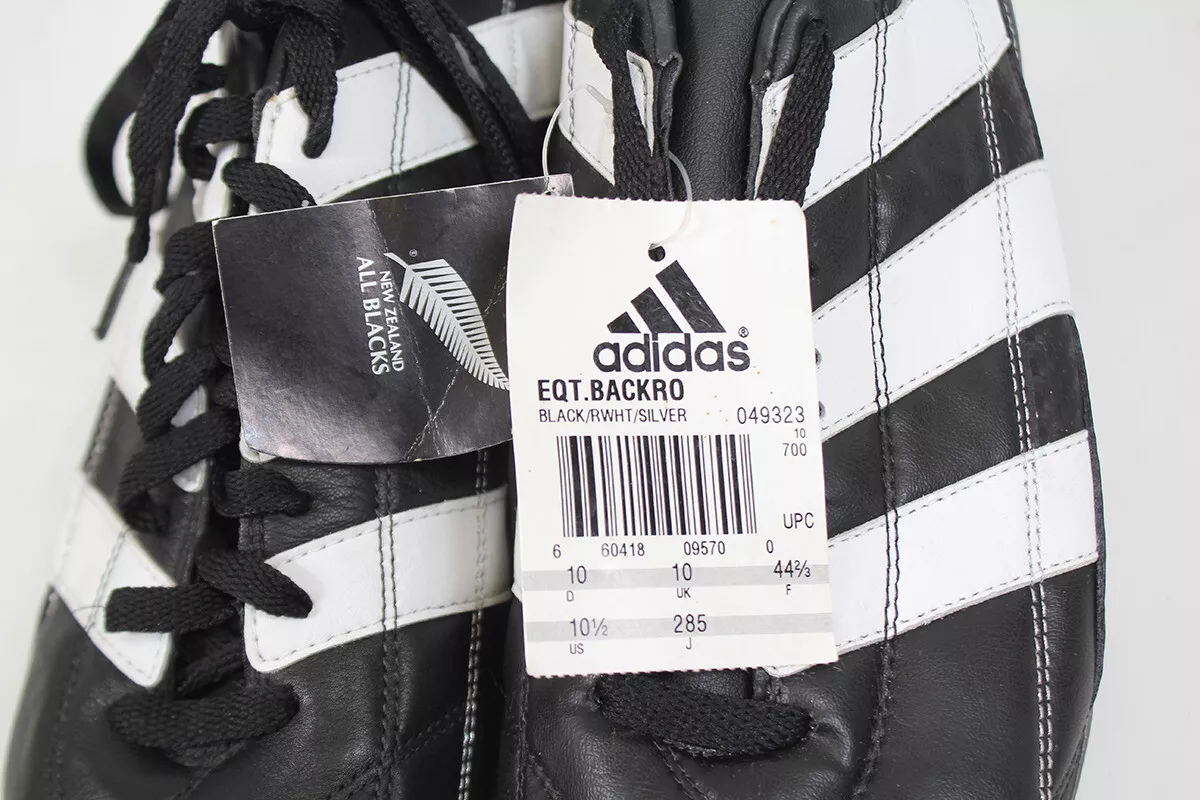 NEW ZEALAND
ALL BLACKS
®
adidas®
EQT.BACKRO
BLACK/RWHT/SILVER 049323
10
700
UPC
6 60418 09570 0
10 10 44⅔
D UK F
10½ 285
US J